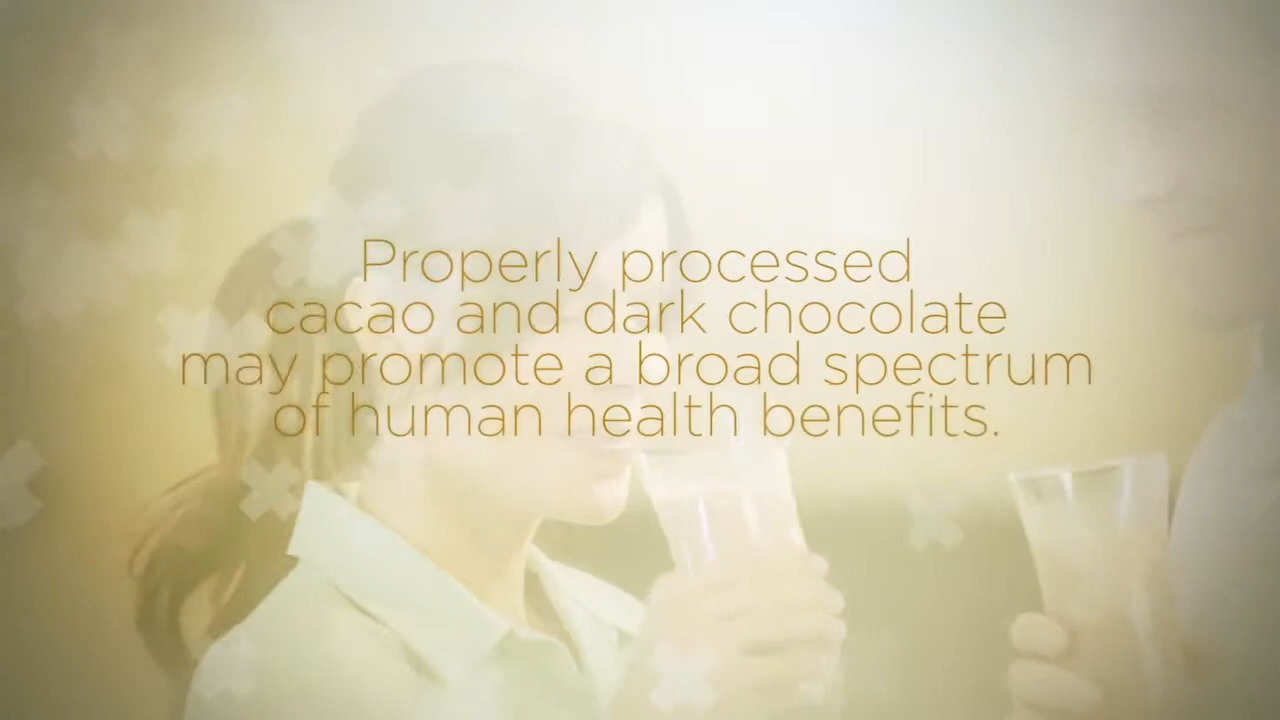 Properly processed
cacao and dark chocolate
may promote a broad spectrum
of human health benefits.